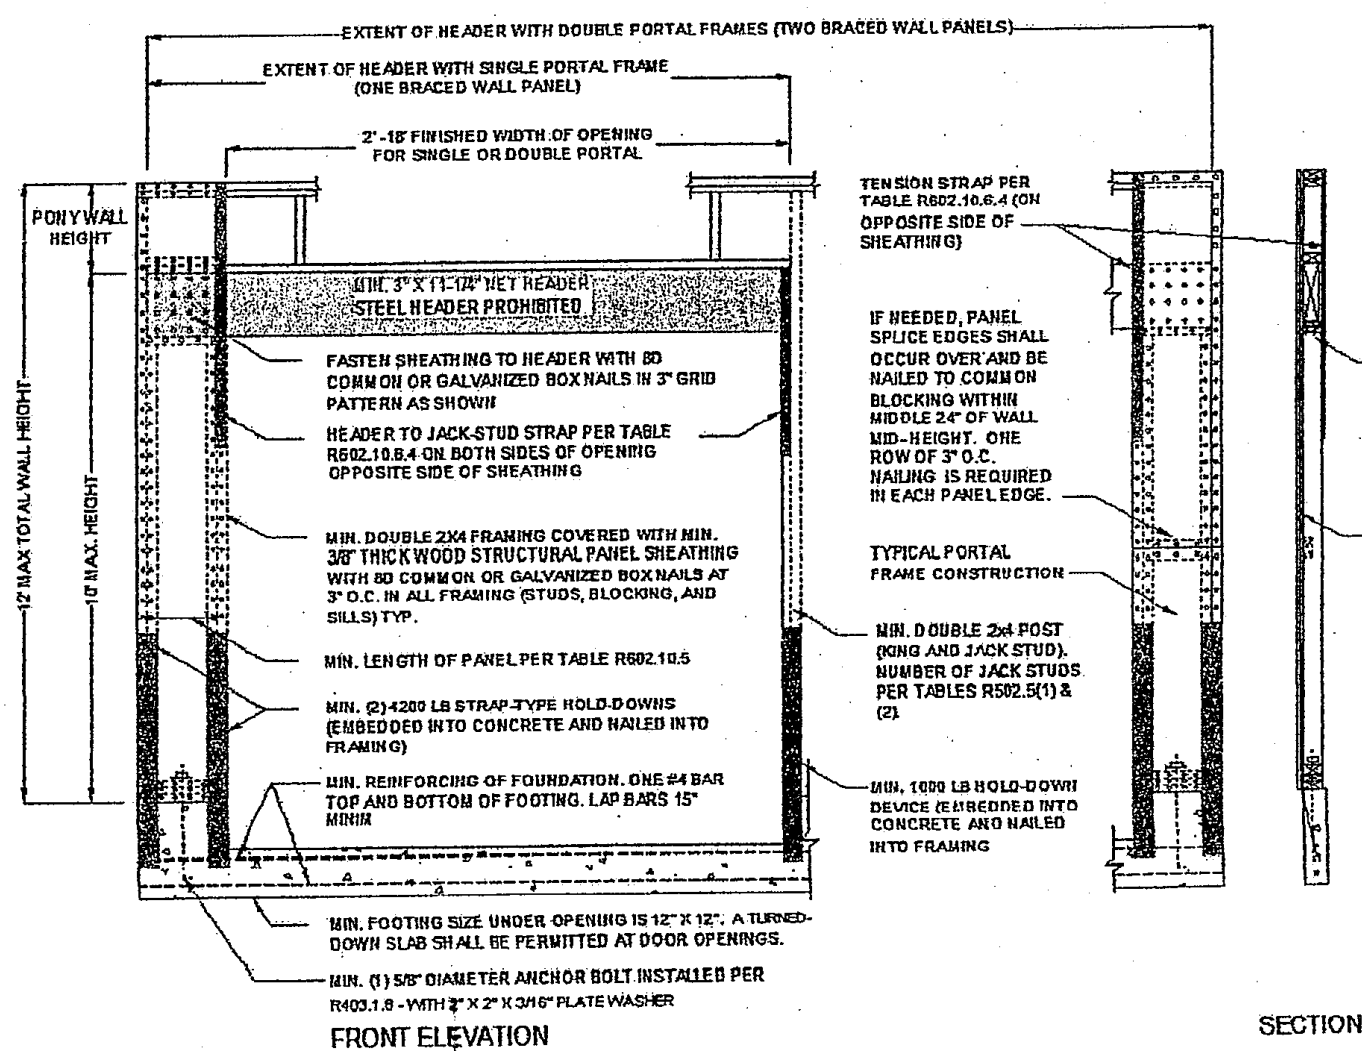 EXTENT OF HEADER WITH DOUBLE PORTAL FRAMES (TWO BRACED WALL PANELS)
EXTENT OF HEADER WITH SINGLE PORTAL FRAME
(ONE BRACED WALL PANEL)
2'-18' FINISHED WIDTH OF OPENING
FOR SINGLE OR DOUBLE PORTAL
PONY WALL
HEIGHT
12' MAX TOTAL WALL HEIGHT
10' MAX. HEIGHT
MIN. 3" X 11-1/4" NET HEADER
STEEL HEADER PROHIBITED
FASTEN SHEATHING TO HEADER WITH 8D
COMMON OR GALVANIZED BOX NAILS IN 3" GRID
PATTERN AS SHOWN
HEADER TO JACK-STUD STRAP PER TABLE
R602.10.6.4 ON BOTH SIDES OF OPENING
OPPOSITE SIDE OF SHEATHING
MIN. DOUBLE 2X4 FRAMING COVERED WITH MIN.
3/8" THICK WOOD STRUCTURAL PANEL SHEATHING
WITH 8D COMMON OR GALVANIZED BOX NAILS AT
3" O.C. IN ALL FRAMING (STUDS, BLOCKING, AND
SILLS) TYP.
MIN. LENGTH OF PANEL PER TABLE R602.10.5
MIN. (2) 4200 LB STRAP-TYPE HOLD-DOWNS
(EMBEDDED INTO CONCRETE AND NAILED INTO
FRAMING)
MIN. REINFORCING OF FOUNDATION. ONE #4 BAR
TOP AND BOTTOM OF FOOTING. LAP BARS 15"
MINIM
MIN. FOOTING SIZE UNDER OPENING IS 12" X 12". A TURNED-
DOWN SLAB SHALL BE PERMITTED AT DOOR OPENINGS.
MIN. (1) 5/8" DIAMETER ANCHOR BOLT INSTALLED PER
R403.1.6 - WITH 2" X 2" X 3/16" PLATE WASHER
FRONT ELEVATION
TENSION STRAP PER
TABLE R602.10.6.4 (ON
OPPOSITE SIDE OF
SHEATHING)
IF NEEDED, PANEL
SPLICE EDGES SHALL
OCCUR OVER AND BE
NAILED TO COMMON
BLOCKING WITHIN
MIDDLE 24" OF WALL
MID-HEIGHT. ONE
ROW OF 3" O.C.
NAILING IS REQUIRED
IN EACH PANEL EDGE.
TYPICAL PORTAL
FRAME CONSTRUCTION
MIN. DOUBLE 2x4 POST
(KING AND JACK STUD).
NUMBER OF JACK STUDS
PER TABLES R502.5(1) &
(2).
MIN. 1000 LB HOLD-DOWN
DEVICE (EMBEDDED INTO
CONCRETE AND NAILED
INTO FRAMING
SECTION